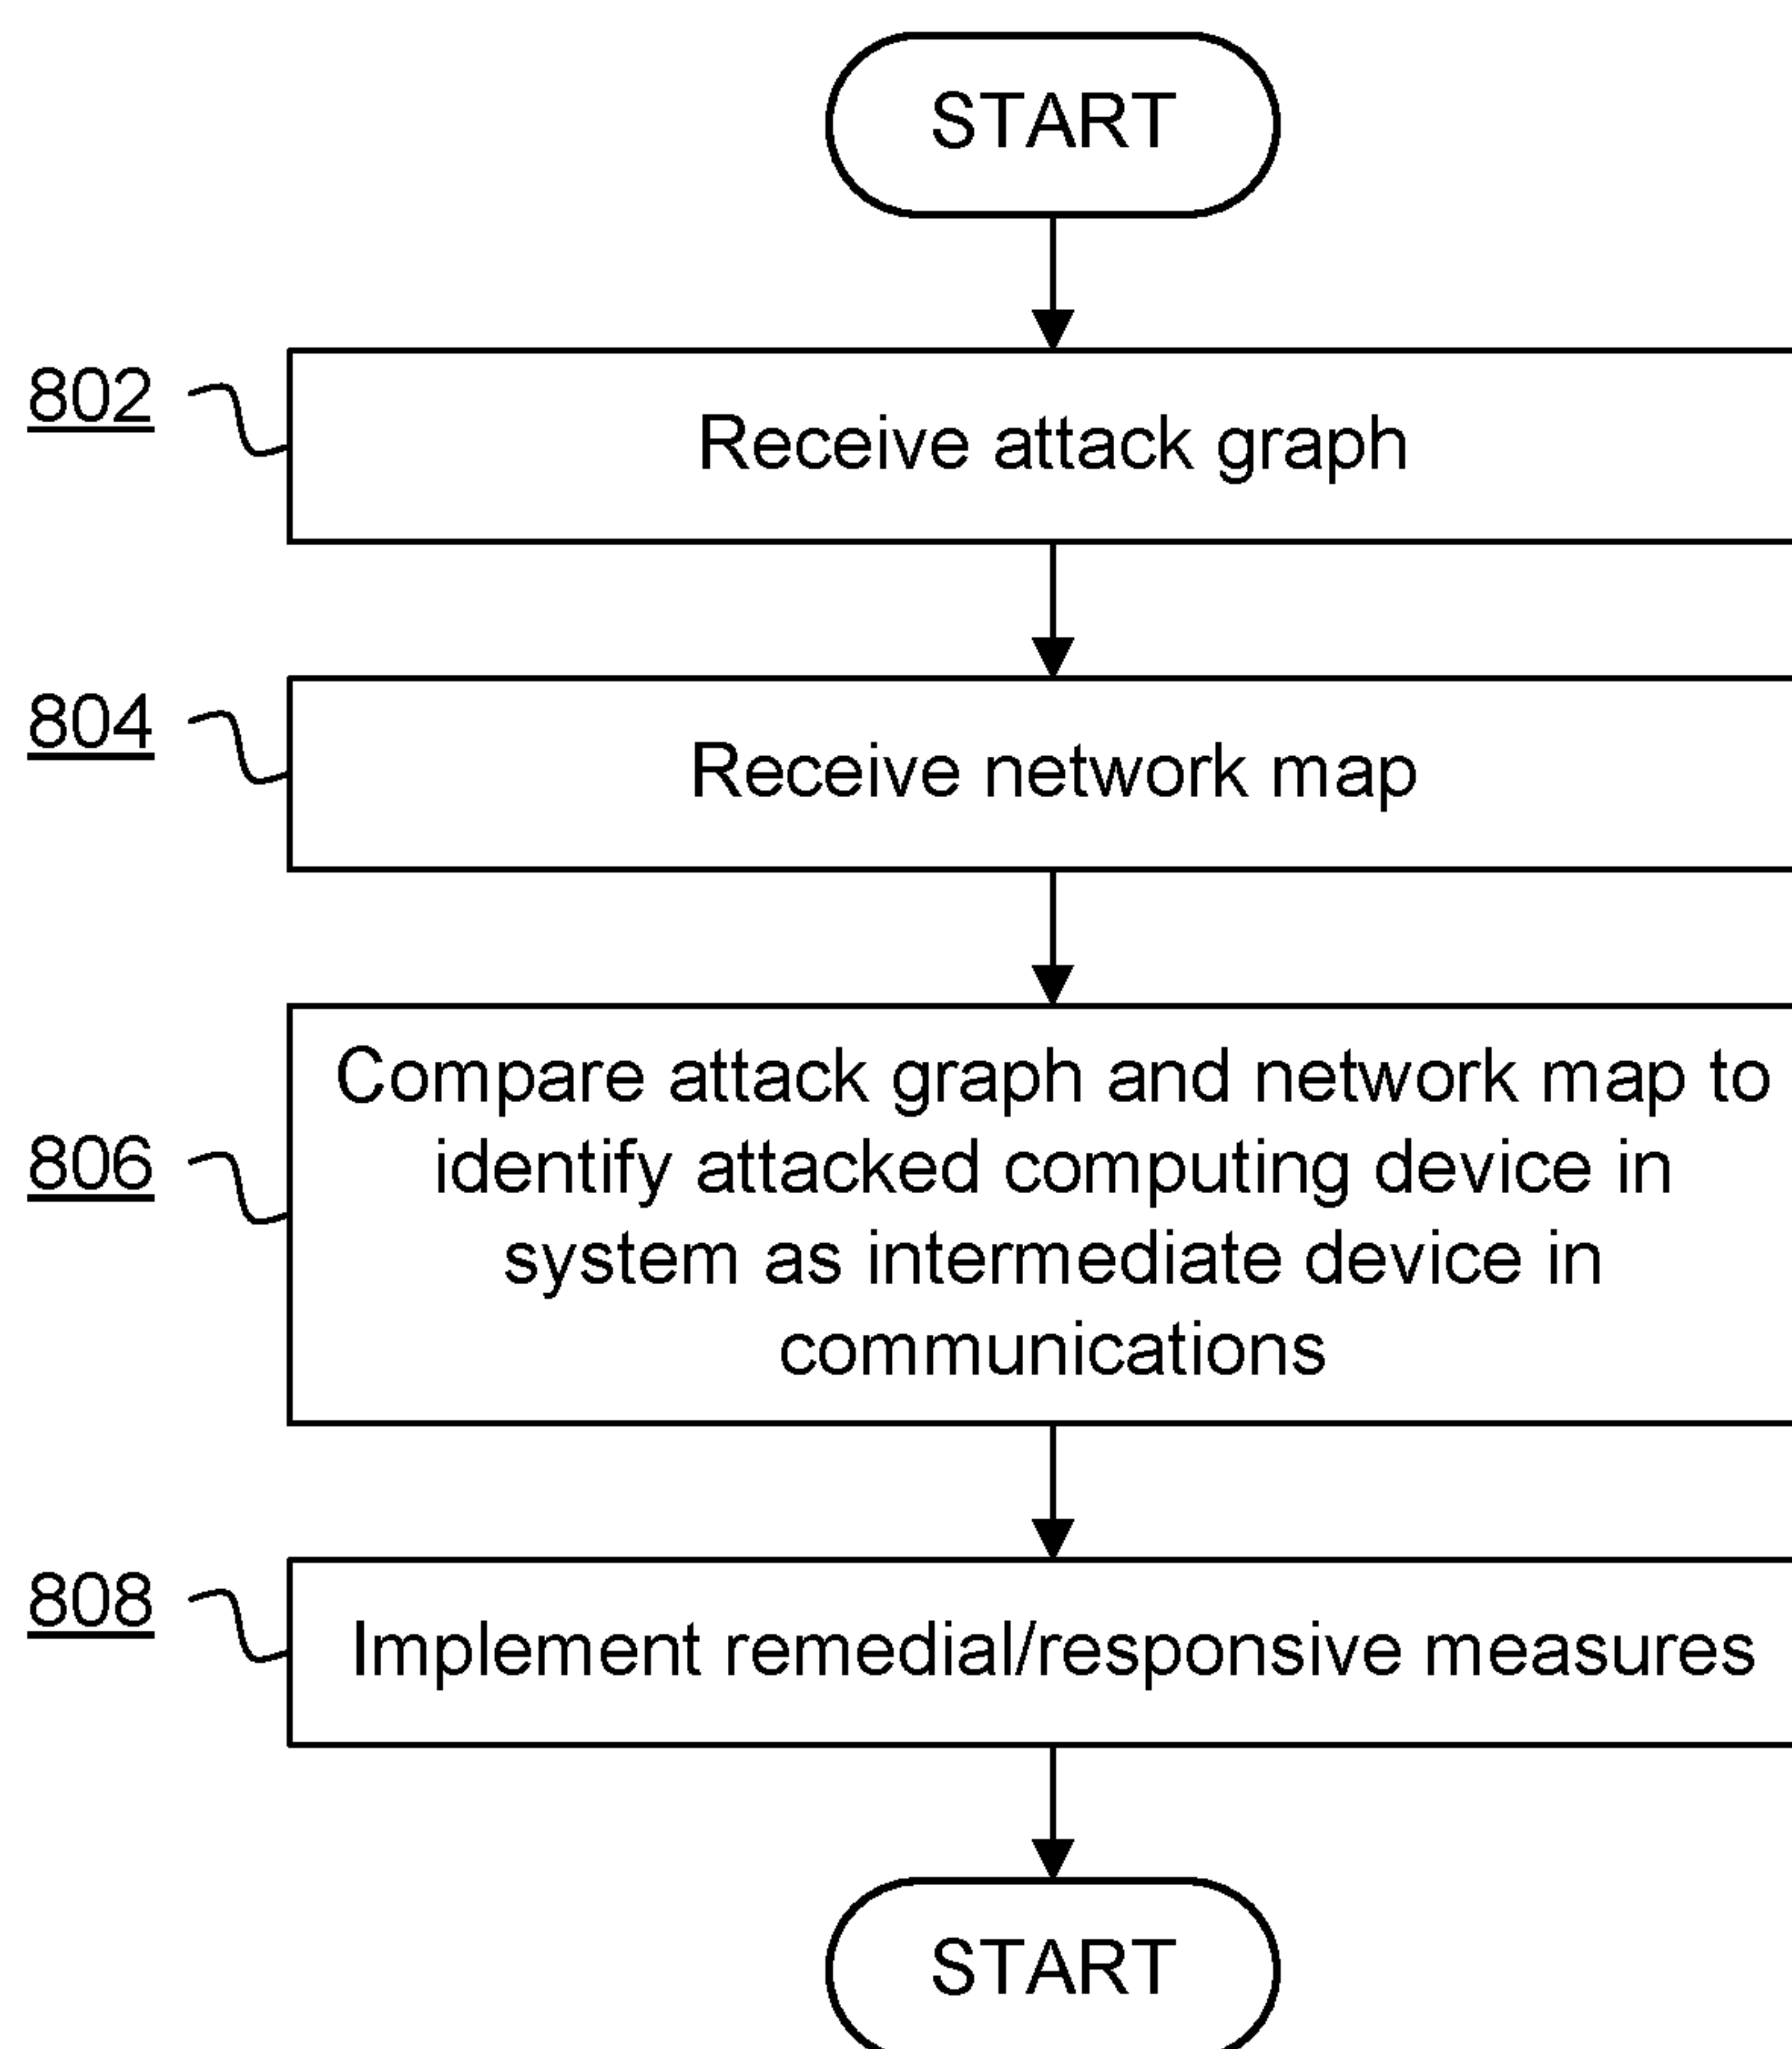 START
802
Receive attack graph
804
Receive network map
806
Compare attack graph and network map to
identify attacked computing device in
system as intermediate device in
communications
808
Implement remedial/responsive measures
START